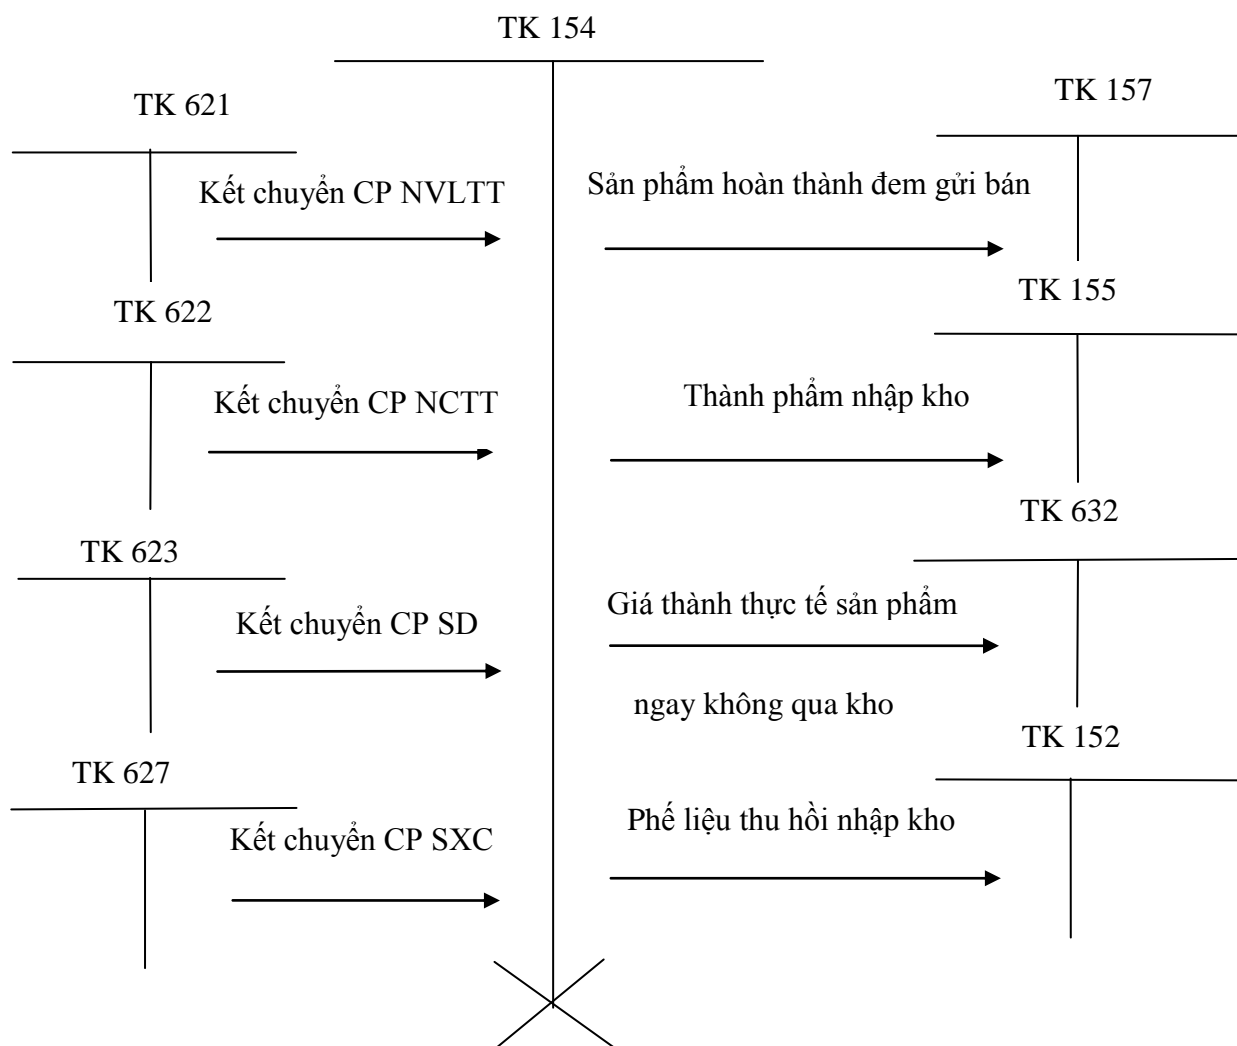 TK 154
TK 621
TK 157
Kết chuyển CP NVLTT
Sản phẩm hoàn thành đem gửi bán
TK 622
TK 155
Kết chuyển CP NCTT
Thành phẩm nhập kho
TK 623
TK 632
Kết chuyển CP SD
Giá thành thực tế sản phẩm
ngay không qua kho
TK 627
TK 152
Kết chuyển CP SXC
Phế liệu thu hồi nhập kho